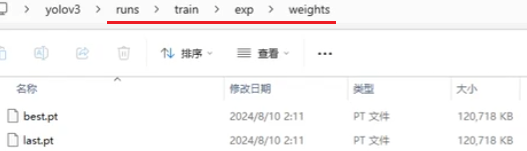 yolov3 > runs > train > exp > weights
排序 查看 ...
名称 修改日期 类型 大小
best.pt 2024/8/10 2:11 PT 文件 120,718 KB
last.pt 2024/8/10 2:11 PT 文件 120,718 KB